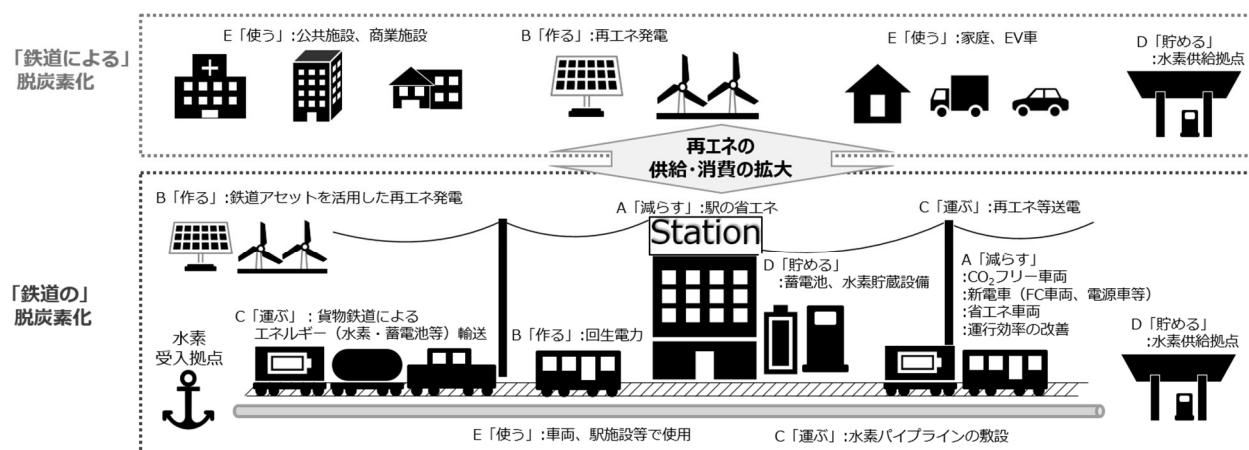 「鉄道による」
脱炭素化
E「使う」:公共施設、商業施設
B「作る」:再エネ発電
E「使う」:家庭、EV車
D「貯める」
:水素供給拠点
再エネの
供給・消費の拡大
「鉄道の」
脱炭素化
B「作る」:鉄道アセットを活用した再エネ発電
A「減らす」:駅の省エネ
Station
C「運ぶ」:再エネ等送電
D「貯める」
:蓄電池、水素貯蔵設備
A「減らす」
:CO₂フリー車両
:新電車（FC車両、電源車等）
:省エネ車両
:運行効率の改善
C「運ぶ」:貨物鉄道による
エネルギー（水素・蓄電池等）輸送
B「作る」:回生電力
水素
受入拠点
D「貯める」
:水素供給拠点
E「使う」:車両、駅施設等で使用
C「運ぶ」:水素パイプラインの敷設